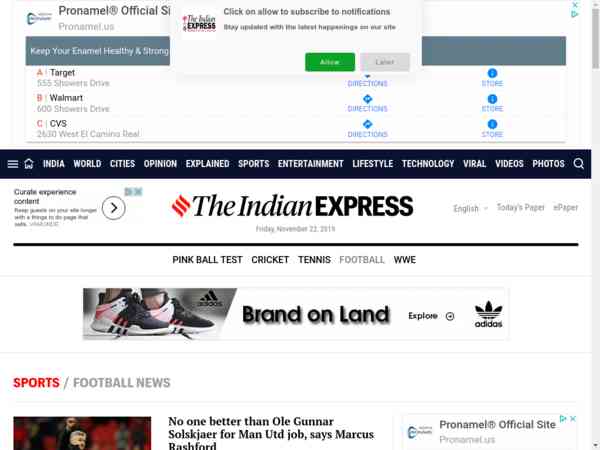 Pronamel® Official Si
Pronamel.us
Keep Your Enamel Healthy & Strong
Click on allow to subscribe to notifications
Stay updated with the latest happenings on our site
Allow
Later
The Indian
EXPRESS
A | Target
555 Showers Drive
DIRECTIONS
STORE
B | Walmart
600 Showers Drive
DIRECTIONS
STORE
C | CVS
2630 West El Camino Real
DIRECTIONS
STORE
INDIA WORLD CITIES OPINION EXPLAINED SPORTS ENTERTAINMENT LIFESTYLE TECHNOLOGY VIRAL VIDEOS PHOTOS
Curate experience
content
Keep guests on your site longer
with a things to do page that
sells.
The Indian EXPRESS
Friday, November 22, 2019
English
Today's Paper
ePaper
PINK BALL TEST CRICKET TENNIS FOOTBALL WWE
adidas
Brand on Land
Explore
adidas
SPORTS / FOOTBALL NEWS
No one better than Ole Gunnar
Solskjaer for Man Utd job, says Marcus
Rashford
Pronamel® Official Site
Pronamel.us